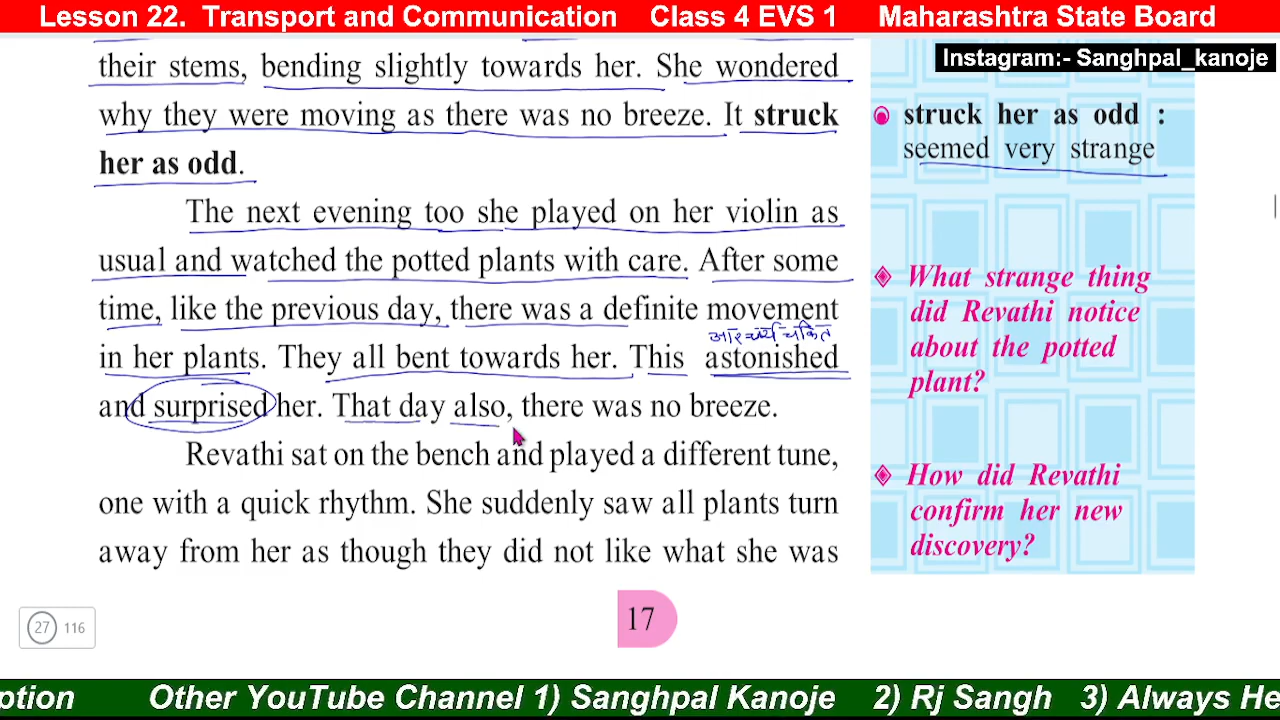 Lesson 22. Transport and Communication Class 4 EVS 1 Maharashtra State Board
Instagram:- Sanghpal_kanoje
their stems, bending slightly towards her. She wondered
why they were moving as there was no breeze. It struck
her as odd.
The next evening too she played on her violin as
usual and watched the potted plants with care. After some
time, like the previous day, there was a definite movement
आश्चर्यचकित
in her plants. They all bent towards her. This astonished
and surprised her. That day also, there was no breeze.
Revathi sat on the bench and played a different tune,
one with a quick rhythm. She suddenly saw all plants turn
away from her as though they did not like what she was
struck her as odd :
seemed very strange
What strange thing
did Revathi notice
about the potted
plant?
How did Revathi
confirm her new
discovery?
17
27 116
ption Other YouTube Channel 1) Sanghpal Kanoje 2) Rj Sangh 3) Always He